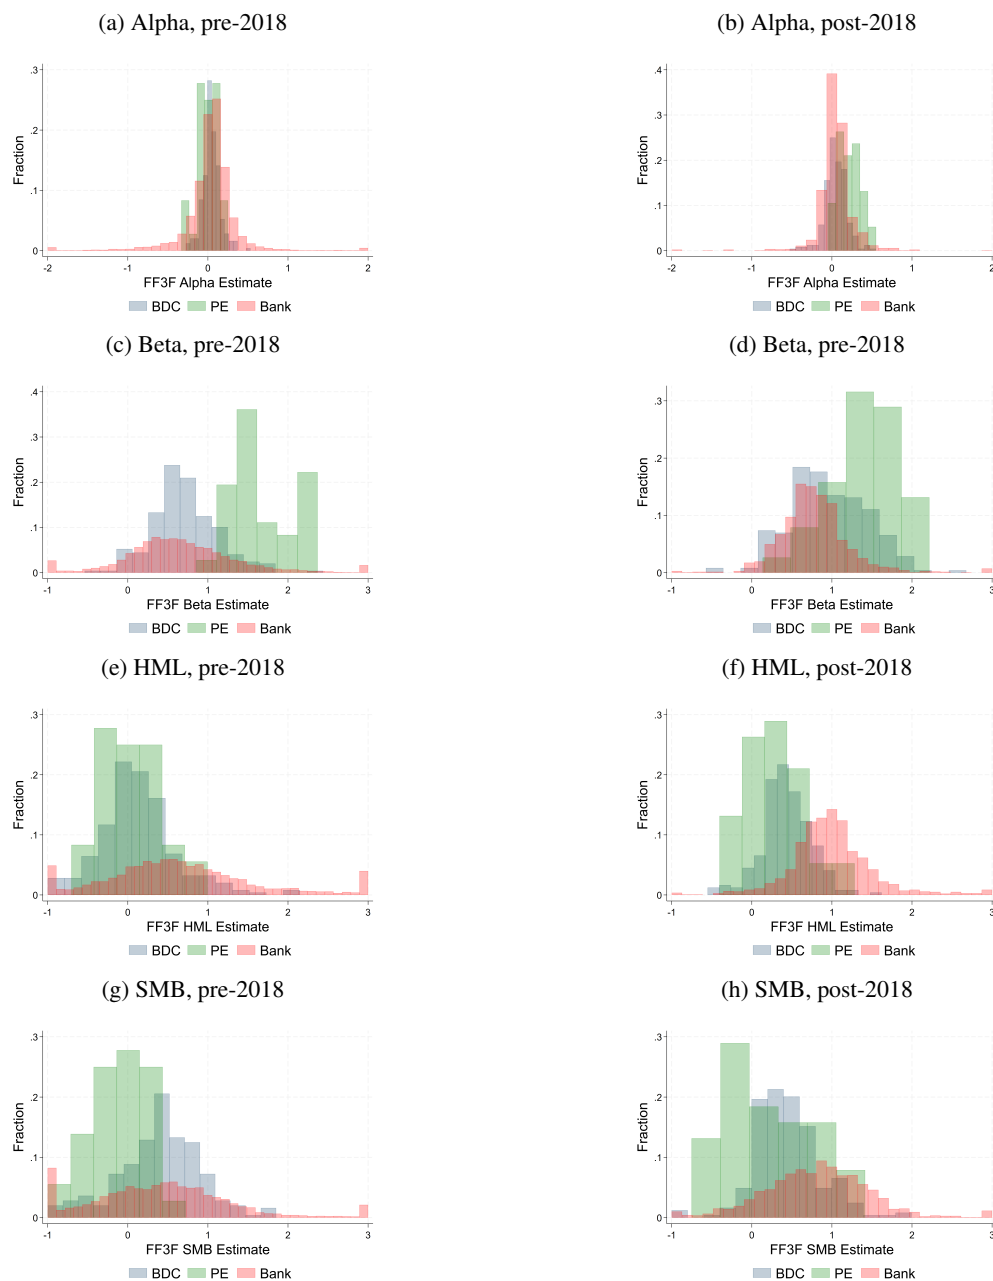 (a) Alpha, pre-2018
.3
.2
.1
0
Fraction
-2
-1
0
1
2
FF3F Alpha Estimate
BDC PE Bank
(b) Alpha, post-2018
.4
.3
.2
.1
0
Fraction
-2
-1
0
1
2
FF3F Alpha Estimate
BDC PE Bank
(c) Beta, pre-2018
.4
.3
.2
.1
0
Fraction
-1
0
1
2
3
FF3F Beta Estimate
BDC PE Bank
(d) Beta, pre-2018
.3
.2
.1
0
Fraction
-1
0
1
2
3
FF3F Beta Estimate
BDC PE Bank
(e) HML, pre-2018
.3
.2
.1
0
Fraction
-1
0
1
2
3
FF3F HML Estimate
BDC PE Bank
(f) HML, post-2018
.3
.2
.1
0
Fraction
-1
0
1
2
3
FF3F HML Estimate
BDC PE Bank
(g) SMB, pre-2018
.3
.2
.1
0
Fraction
-1
0
1
2
3
FF3F SMB Estimate
BDC PE Bank
(h) SMB, post-2018
.3
.2
.1
0
Fraction
-1
0
1
2
3
FF3F SMB Estimate
BDC PE Bank